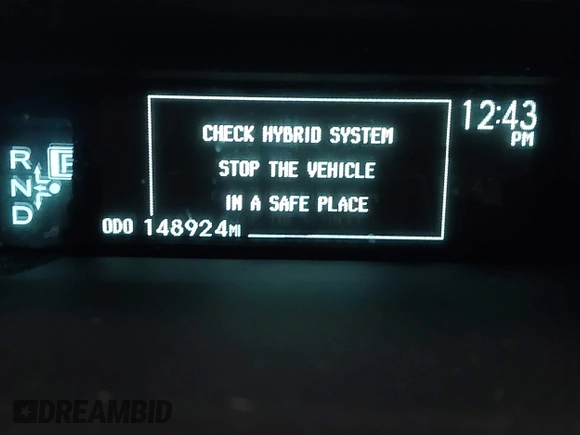 CHECK HYBRID SYSTEM
STOP THE VEHICLE
IN A SAFE PLACE
12:43
PM
R
N
D
ODO 148924MI
DREAMBID